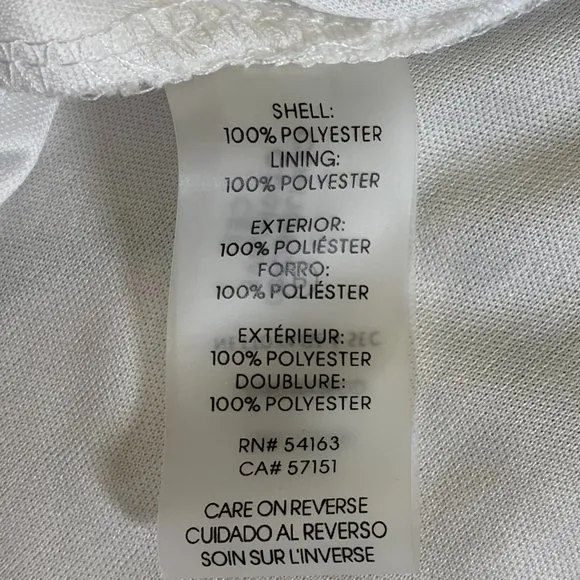 SHELL:
100% POLYESTER
LINING:
100% POLYESTER
EXTERIOR:
100% POLIÉSTER
FORRO:
100% POLIÉSTER
EXTÉRIEUR:
100% POLYESTER
DOUBLURE:
100% POLYESTER
RN# 54163
CA# 57151
CARE ON REVERSE
CUIDADO AL REVERSO
SOIN SUR L'INVERSE